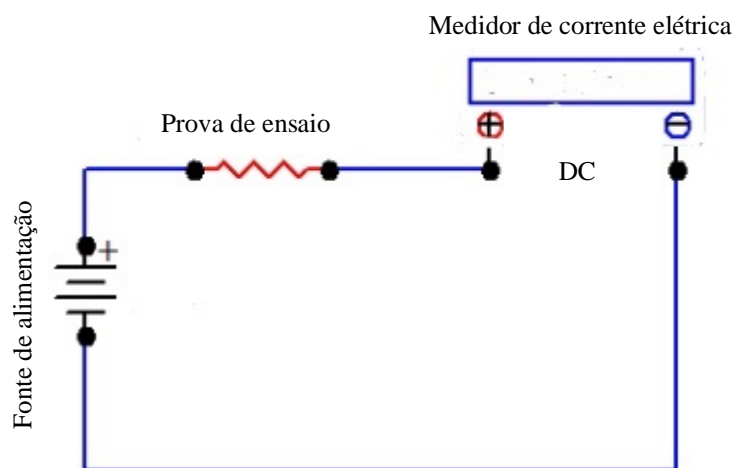 Medidor de corrente elétrica
Prova de ensaio
DC
+
Fonte de alimentação